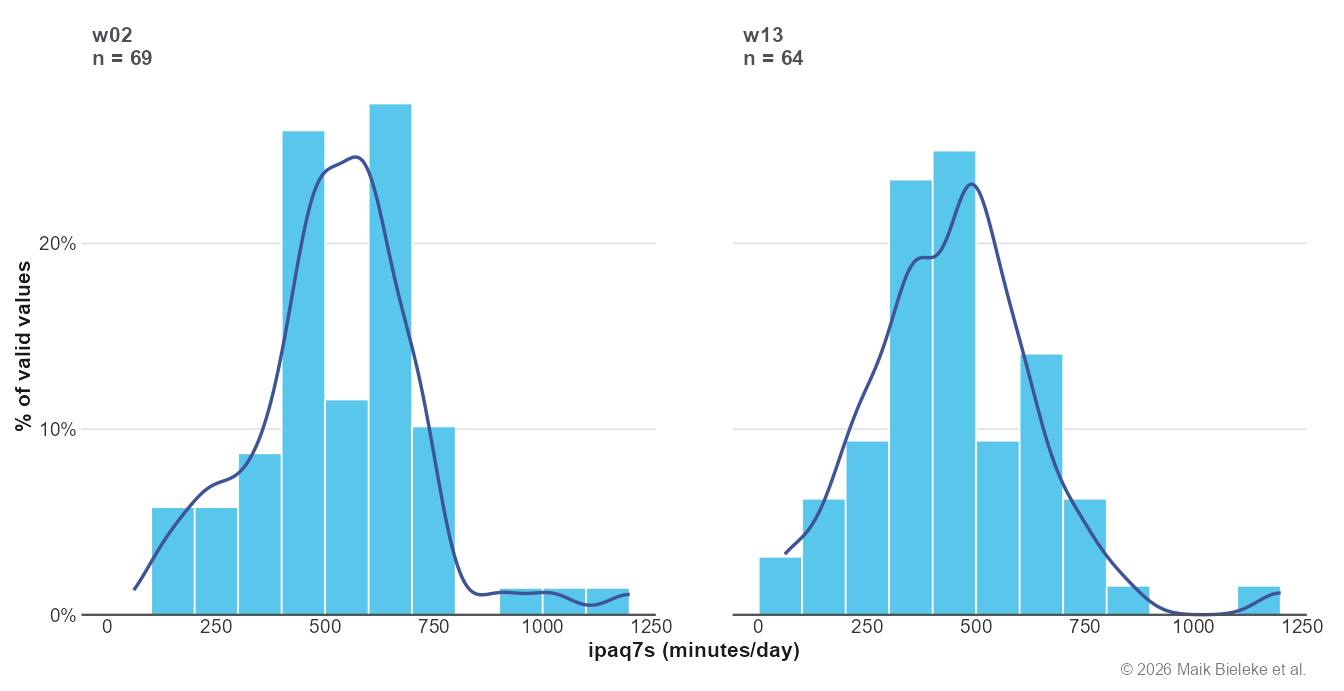 w02
n = 69
w13
n = 64
% of valid values
20%
10%
0%
0 250 500 750 1000 1250
0 250 500 750 1000 1250
ipaq7s (minutes/day)
© 2026 Maik Bieleke et al.